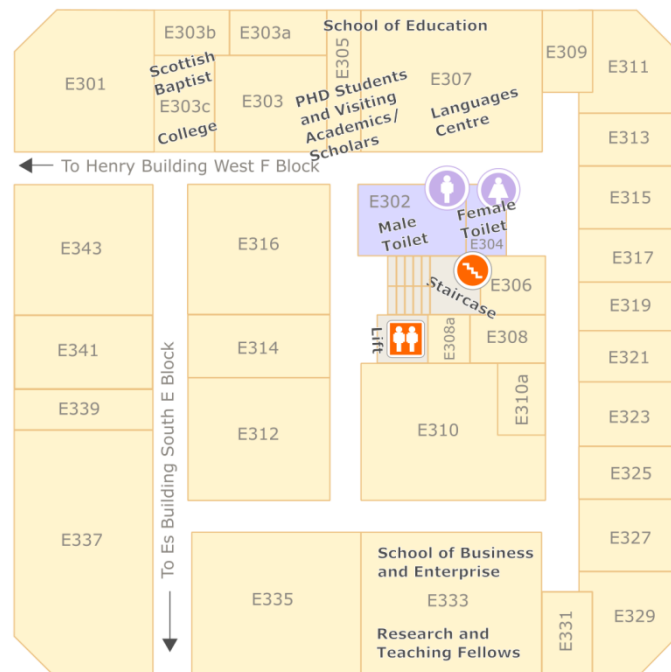 School of Education
E303b
E303a
E305
E309
E311
E301
Scottish
Baptist
E303c
College
E303
PHD Students
and Visiting
Academics/
Scholars
E307
Languages
Centre
E313
To Henry Building West F Block
E343
E316
E302
Male
Toilet
Female
Toilet
E304
E315
E317
Staircase
E306
E319
E341
E314
Lift
E308a
E308
E321
E339
E312
E310
E310a
E323
E325
To Es Building South E Block
E337
E327
E335
School of Business
and Enterprise
E333
Research and
Teaching Fellows
E331
E329